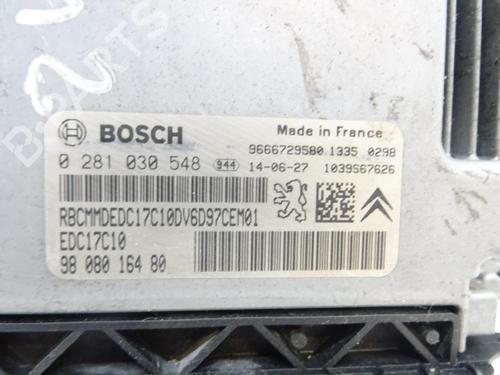 BOSCH
Made in France
9666729580 1335 0298
0 281 030 548 944 14-06-27 1039S67626
RBCMMDEDC17C10DV6D97CEM01
EDC17C10
98 080 164 80